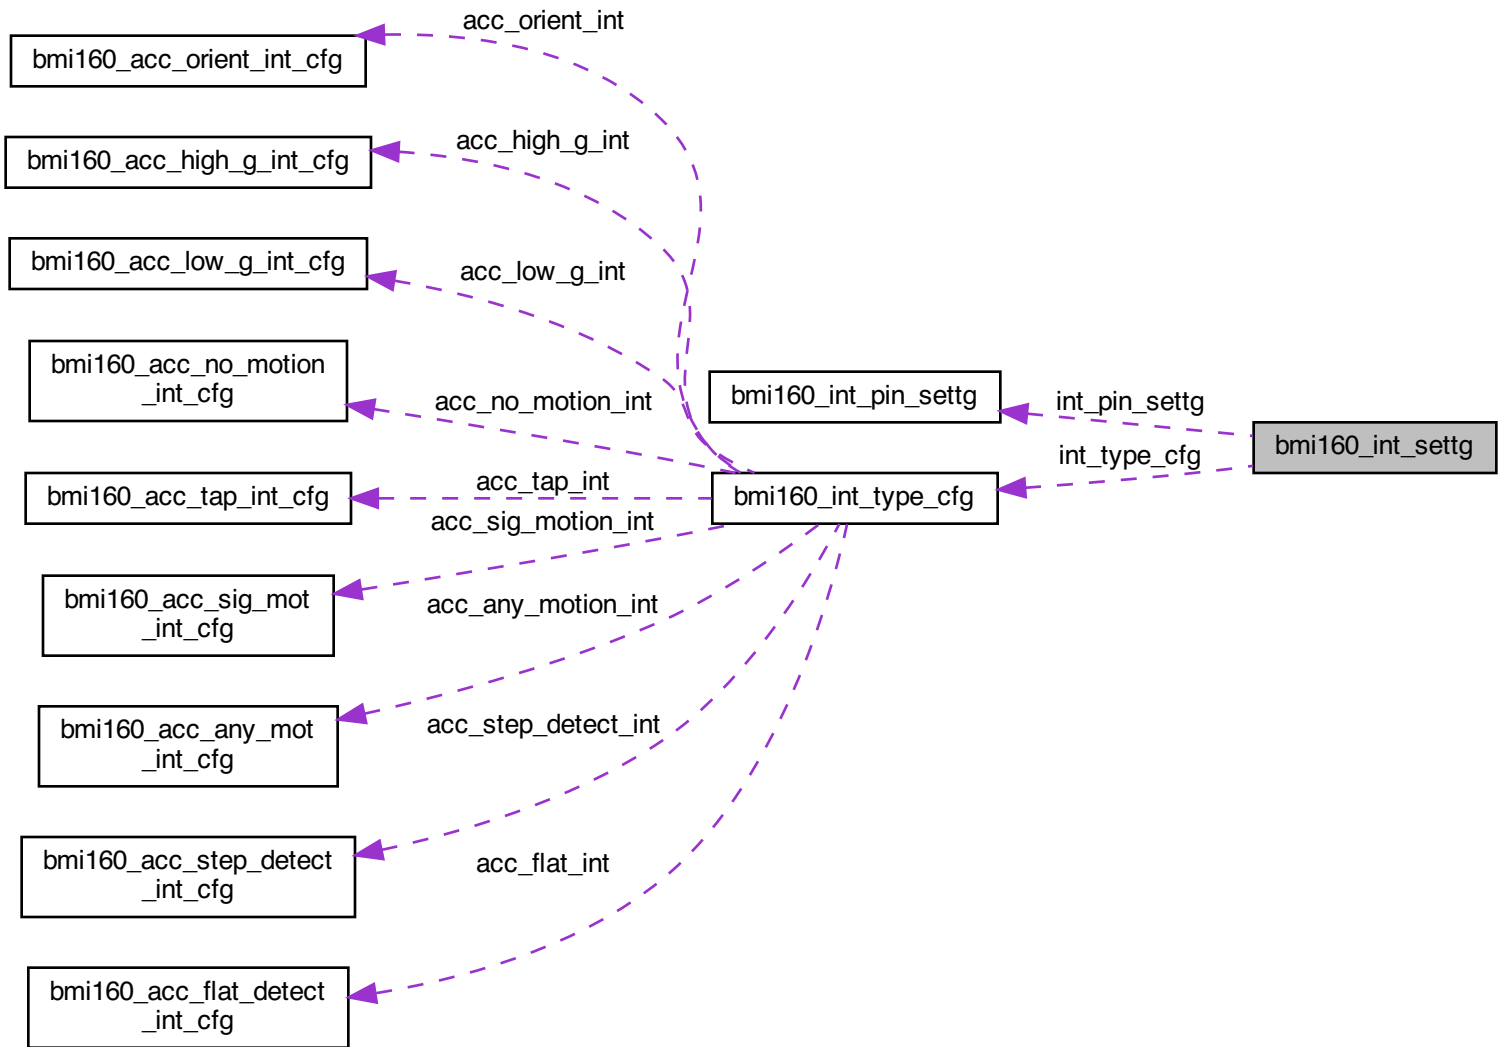 acc_orient_int
bmi160_acc_orient_int_cfg
acc_high_g_int
bmi160_acc_high_g_int_cfg
acc_low_g_int
bmi160_acc_low_g_int_cfg
bmi160_acc_no_motion
_int_cfg
acc_no_motion_int
bmi160_int_pin_settg
int_pin_settg
bmi160_int_settg
int_type_cfg
acc_tap_int
bmi160_acc_tap_int_cfg
bmi160_int_type_cfg
acc_sig_motion_int
bmi160_acc_sig_mot
_int_cfg
acc_any_motion_int
bmi160_acc_any_mot
_int_cfg
acc_step_detect_int
bmi160_acc_step_detect
_int_cfg
acc_flat_int
bmi160_acc_flat_detect
_int_cfg